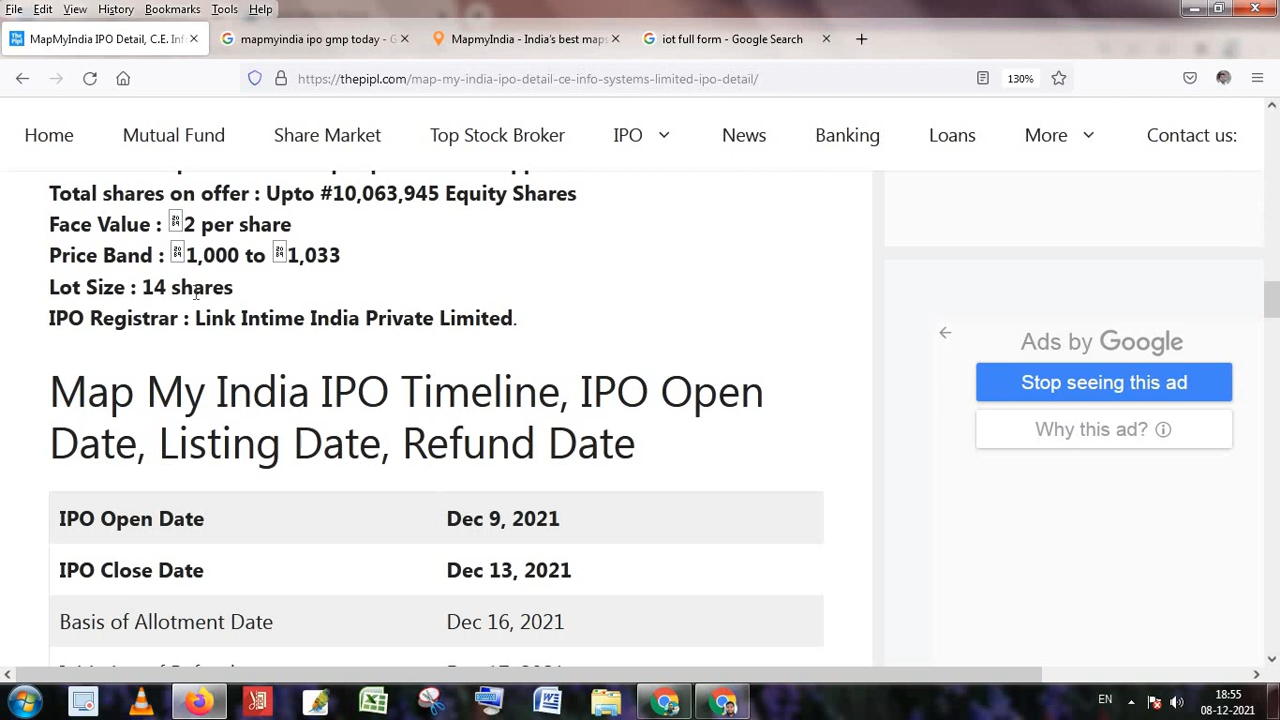 File Edit View History Bookmarks Tools Help
MapMyIndia IPO Detail, C.E. Inf
mapmyindia ipo gmp today - G
MapmyIndia - India's best maps
iot full form - Google Search
https://thepipl.com/map-my-india-ipo-detail-ce-info-systems-limited-ipo-detail/
130%
Home Mutual Fund Share Market Top Stock Broker IPO News Banking Loans More Contact us:
Total shares on offer : Upto #10,063,945 Equity Shares
Face Value : 2 per share
Price Band : 1,000 to 1,033
Lot Size : 14 shares
IPO Registrar : Link Intime India Private Limited.
Ads by Google
Stop seeing this ad
Why this ad?
Map My India IPO Timeline, IPO Open
Date, Listing Date, Refund Date
IPO Open Date Dec 9, 2021
IPO Close Date Dec 13, 2021
Basis of Allotment Date Dec 16, 2021
EN
18:55
08-12-2021